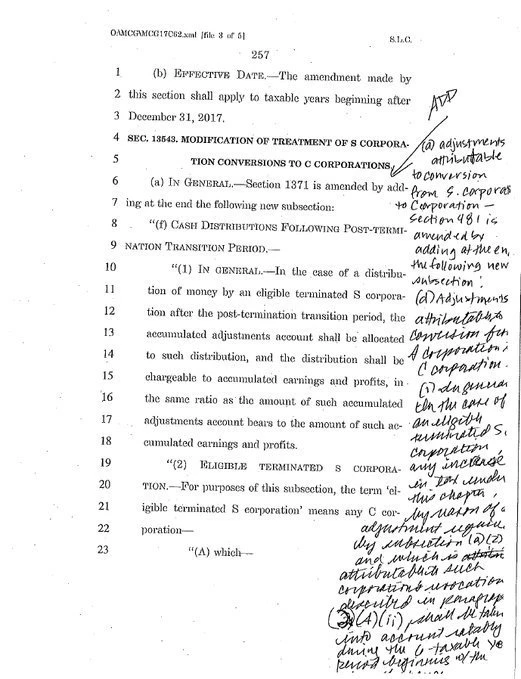 OAMCG\MCG17C62.xml [file 3 of 5]
S.L.C.
257
1 (b) EFFECTIVE DATE.—The amendment made by
2 this section shall apply to taxable years beginning after
3 December 31, 2017.
4 SEC. 13543. MODIFICATION OF TREATMENT OF S CORPORA-
5 TION CONVERSIONS TO C CORPORATIONS.
6 (a) IN GENERAL.—Section 1371 is amended by add-
7 ing at the end the following new subsection:
8 “(f) CASH DISTRIBUTIONS FOLLOWING POST-TERMI-
9 NATION TRANSITION PERIOD.—
10 “(1) IN GENERAL.—In the case of a distribu-
11 tion of money by an eligible terminated S corpora-
12 tion after the post-termination transition period, the
13 accumulated adjustments account shall be allocated
14 to such distribution, and the distribution shall be
15 chargeable to accumulated earnings and profits, in
16 the same ratio as the amount of such accumulated
17 adjustments account bears to the amount of such ac-
18 cumulated earnings and profits.
19 “(2) ELIGIBLE TERMINATED S CORPORA-
20 TION.—For purposes of this subsection, the term ‘el-
21 igible terminated S corporation’ means any C cor-
22 poration—
23 “(A) which—
ADD
(a) adjustments
attributable
to conversion
from S. corporat
to Corporation —
Section 481 is
amended by
adding at the en
the following new
subsection:
(d) Adjustments
attributable to
conversion from
corporation
C corporation.
(1) In general
In the case of
an eligible
terminated S.
corporation,
any increase
in tax under
this chapter,
by reason of
adjustment
by subsection (a)(2)
and which is
attributable to such
corporations revocation
described in paragrap
(A)(ii), shall be taken
into account ratably
during the 6 taxable ye
period beginning w/ the